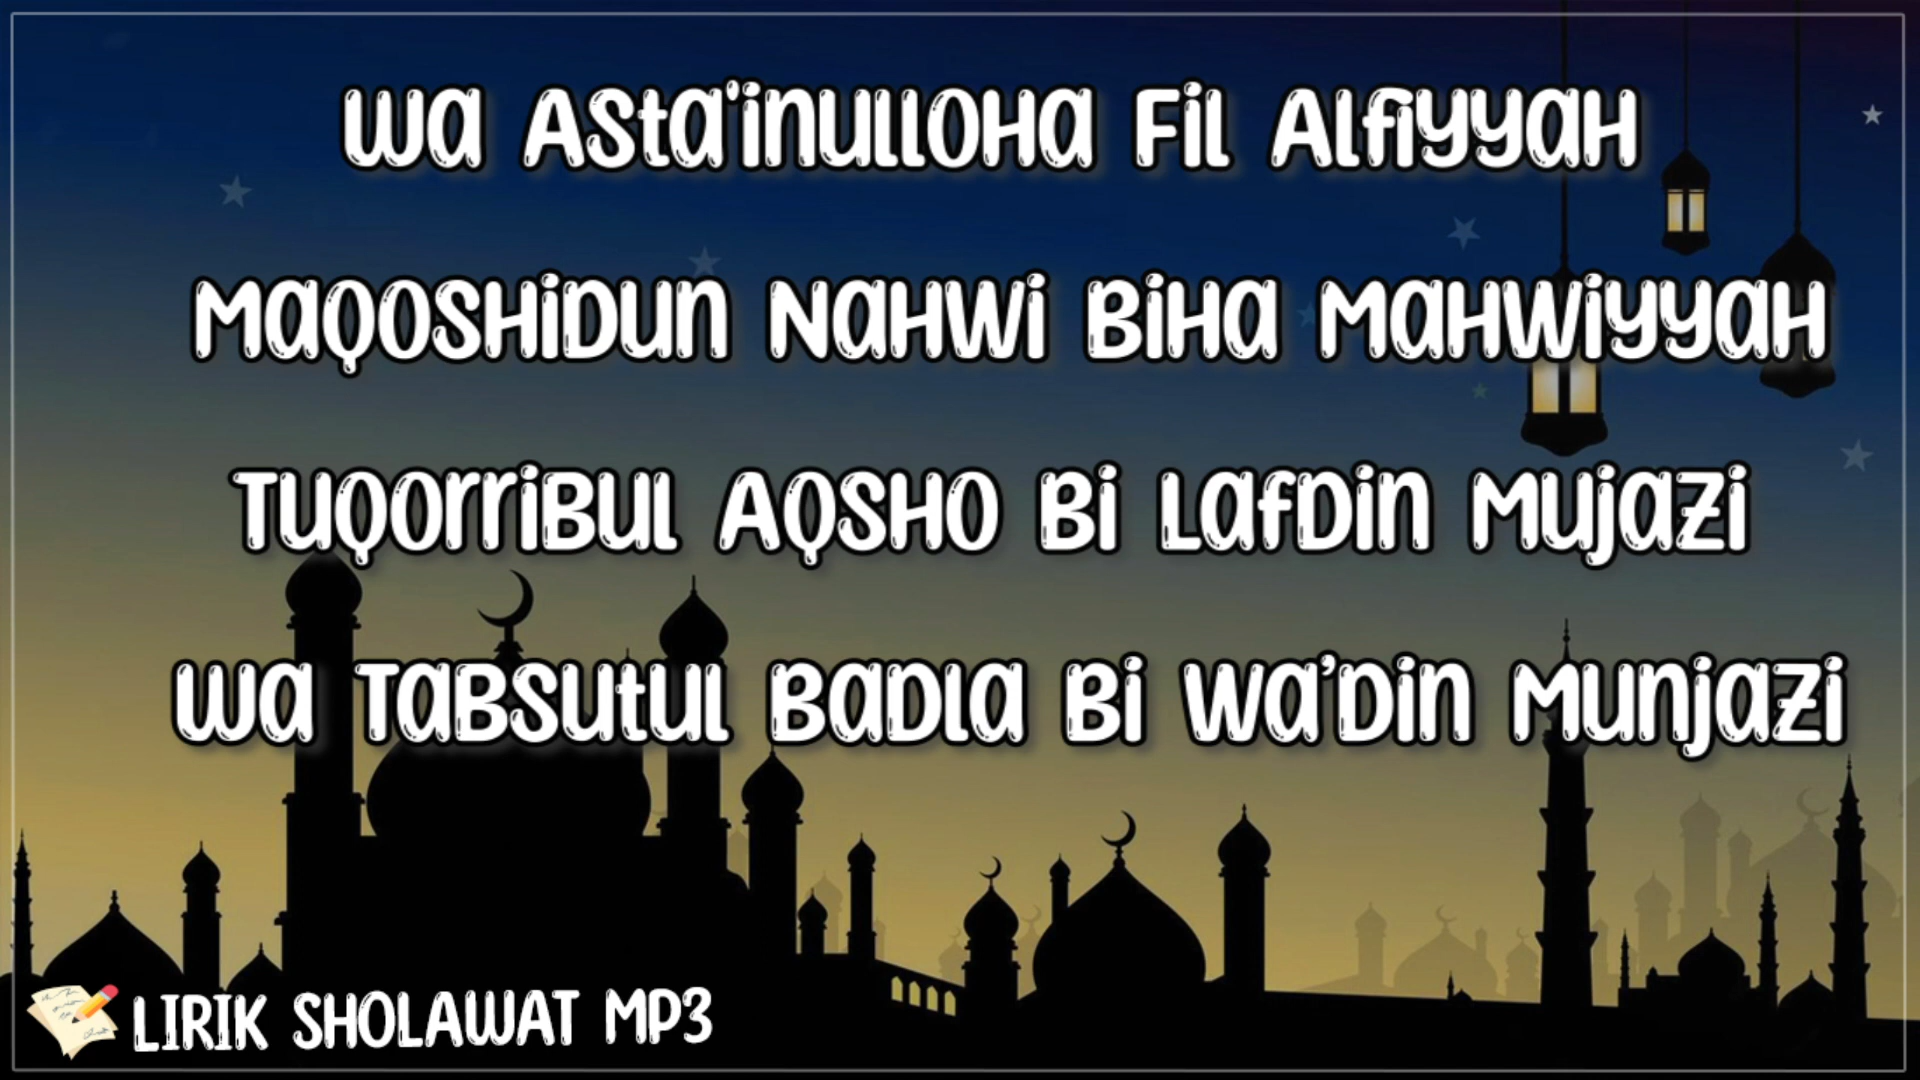 Wa Asta'inulloha Fil Alfiyyah
Maqoshidun Nahwi Biha Mahwiyyah
Tuqorribul Aqsho Bi Lafdin Mujazi
Wa Tabsutul Badla Bi Wa’din Munjazi
LIRIK SHOLAWAT MP3